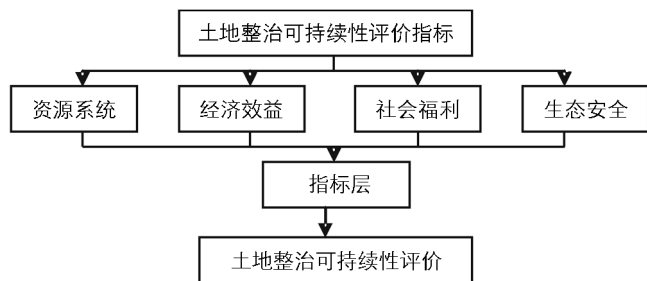 土地整治可持续性评价指标
资源系统
经济效益
社会福利
生态安全
指标层
土地整治可持续性评价